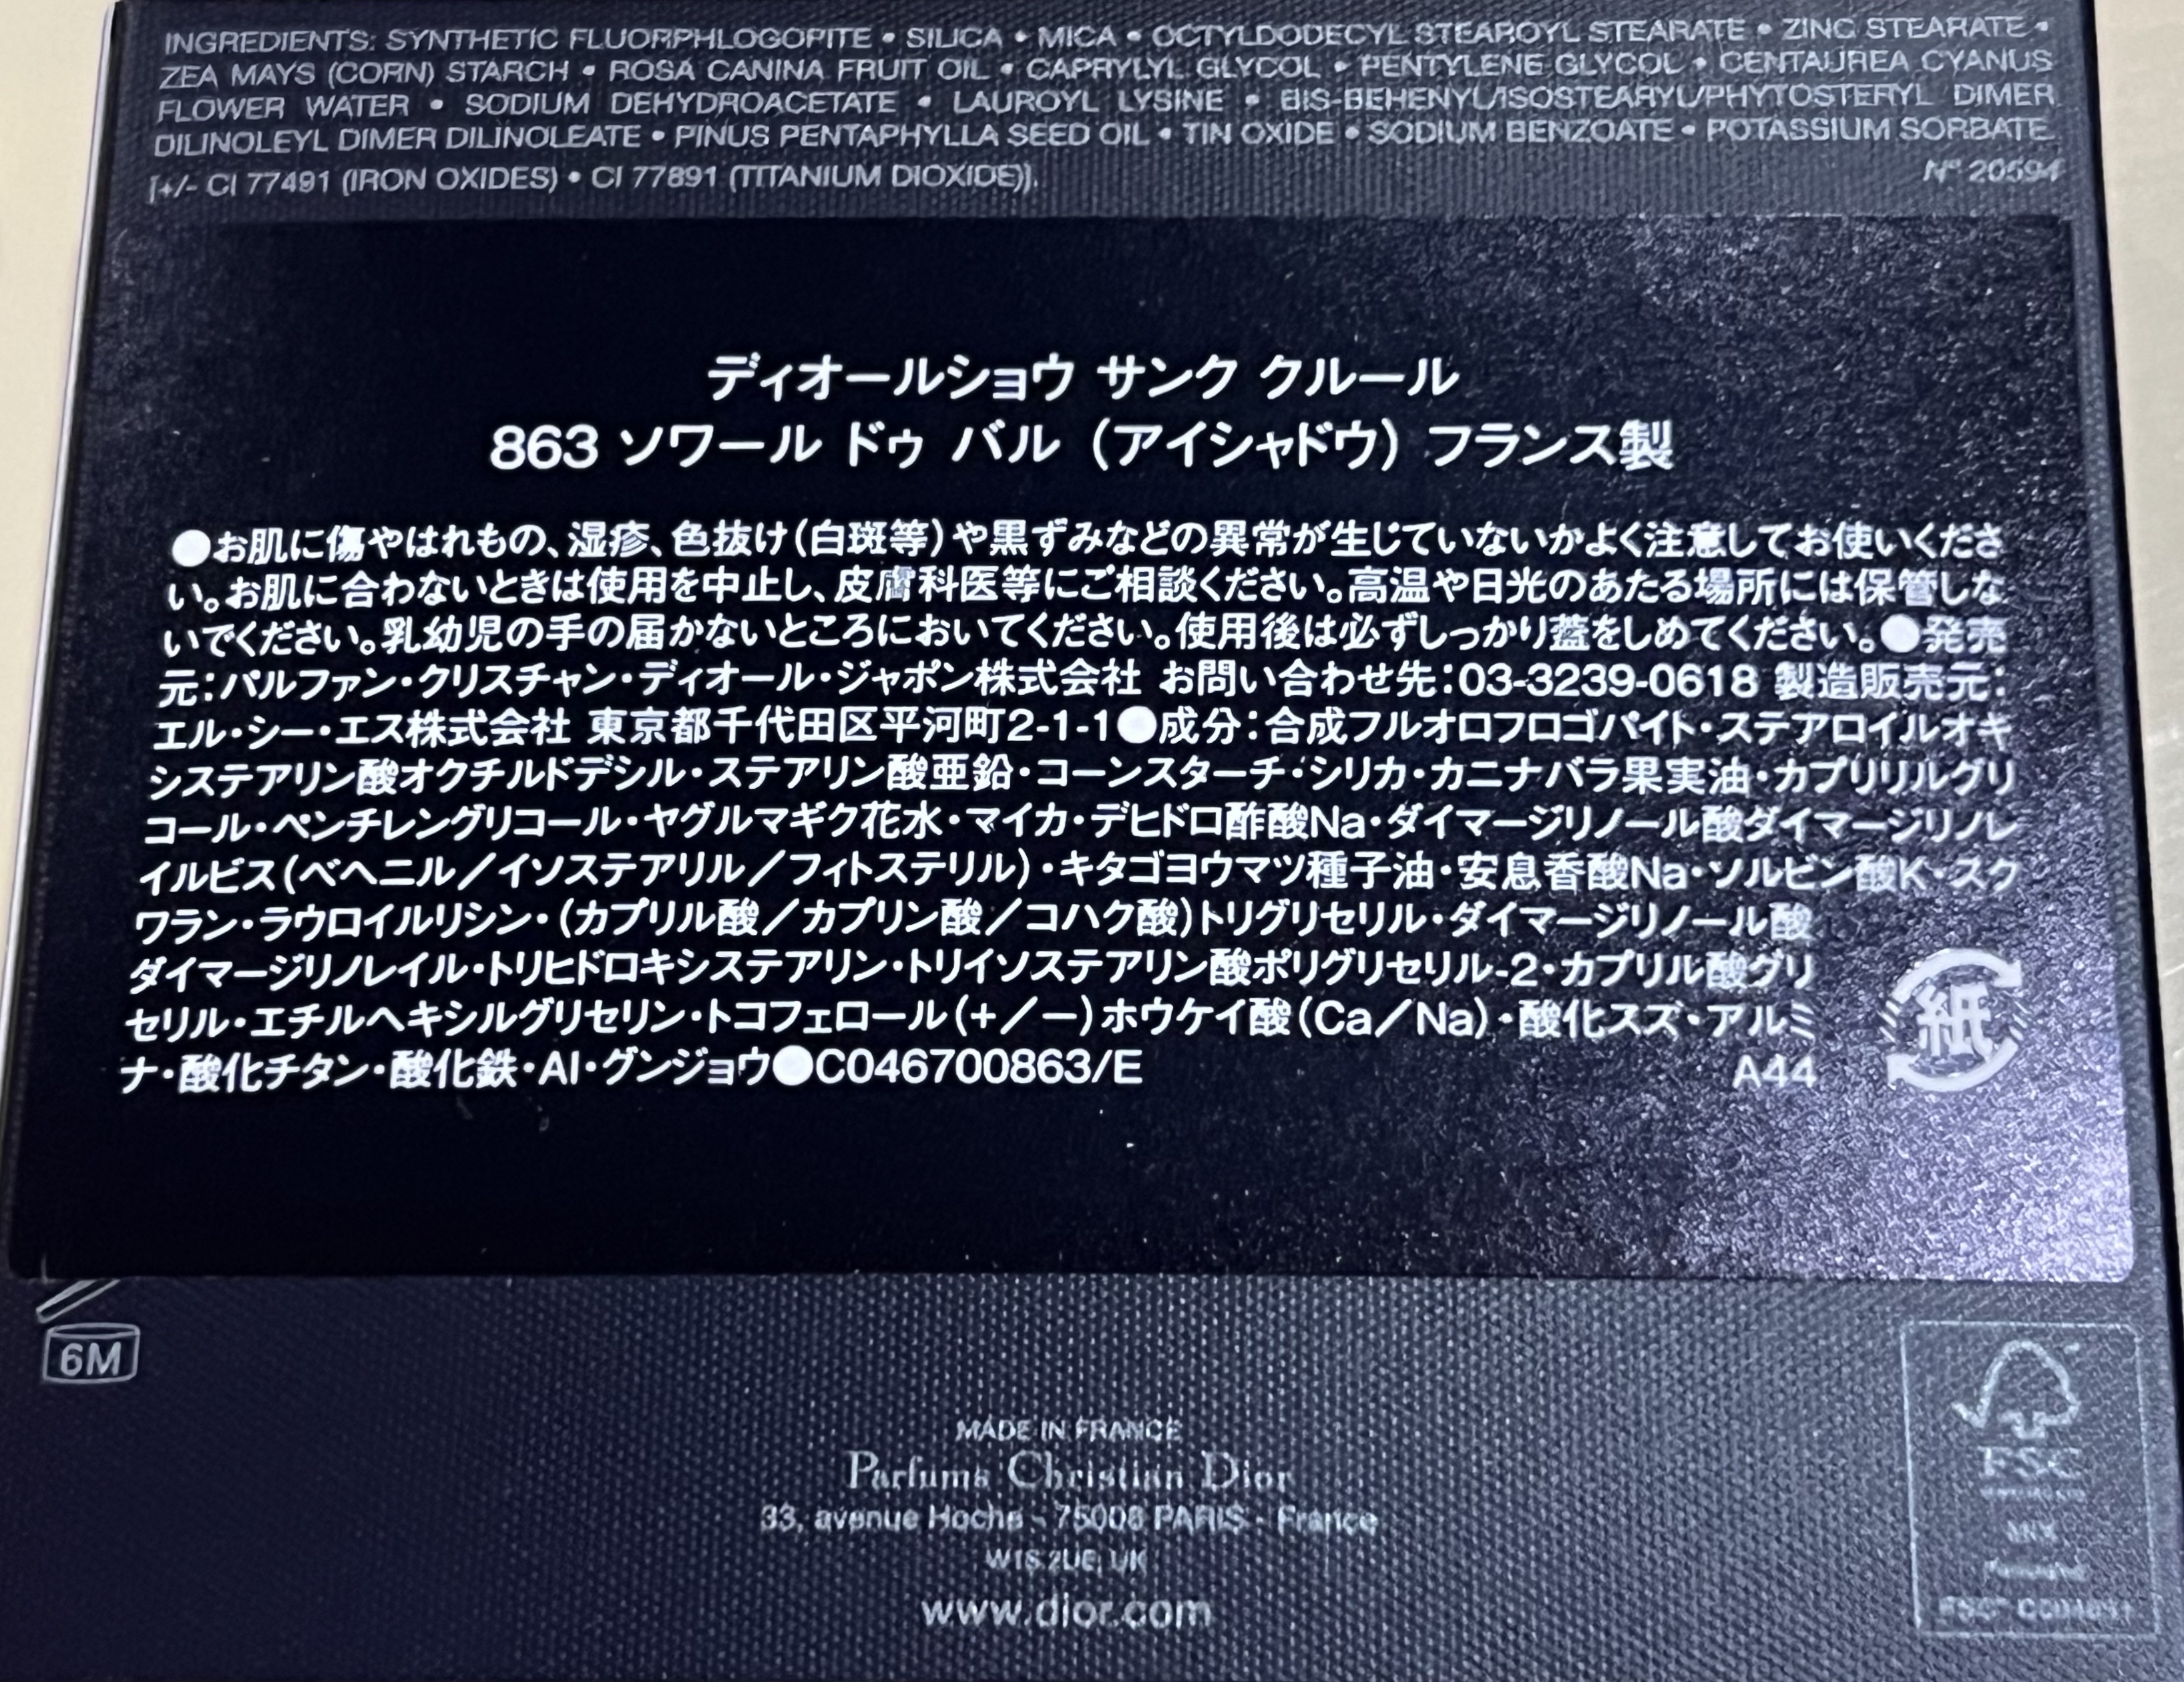 INGREDIENTS: SYNTHETIC FLUORPHLOGOPITE • SILICA • MICA • OCTYLDODECYL STEAROYL STEARATE • ZINC STEARATE •
ZEA MAYS (CORN) STARCH • ROSA CANINA FRUIT OIL • CAPRYLYL GLYCOL • PENTYLENE GLYCOL • CENTAUREA CYANUS
FLOWER WATER • SODIUM DEHYDROACETATE • LAUROYL LYSINE • BIS-BEHENYL/ISOSTEARYL/PHYTOSTERYL DIMER
DILINOLEYL DIMER DILINOLEATE • PINUS PENTAPHYLLA SEED OIL • TIN OXIDE • SODIUM BENZOATE • POTASSIUM SORBATE.
[+/- CI 77491 (IRON OXIDES) • CI 77891 (TITANIUM DIOXIDE)].
N° 20594
ディオールショウ サンク クルール
863 ソワール ドゥ バル（アイシャドウ）フランス製
●お肌に傷やはれもの、湿疹、色抜け（白斑等）や黒ずみなどの異常が生じていないかよく注意してお使いくださ
い。お肌に合わないときは使用を中止し、皮膚科医等にご相談ください。高温や日光のあたる場所には保管しな
いでください。乳幼児の手の届かないところにおいてください。使用後は必ずしっかり蓋をしめてください。●発売
元：パルファン・クリスチャン・ディオール・ジャポン株式会社 お問い合わせ先：03-3239-0618 製造販売元：
エル・シー・エス株式会社 東京都千代田区平河町2-1-1●成分：合成フルオロフロゴパイト・ステアロイルオキ
システアリン酸オクチルドデシル・ステアリン酸亜鉛・コーンスターチ・シリカ・カニナバラ果実油・カプリリルグリ
コール・ペンチレングリコール・ヤグルマギク花水・マイカ・デヒドロ酢酸Na・ダイマージリノール酸ダイマージリノレ
イルビス（ベヘニル／イソステアリル／フィトステリル）・キタゴヨウマツ種子油・安息香酸Na・ソルビン酸K・スク
ワラン・ラウロイルリシン・（カプリル酸／カプリン酸／コハク酸）トリグリセリル・ダイマージリノール酸
ダイマージリノレイル・トリヒドロキシステアリン・トリイソステアリン酸ポリグリセリル-2・カプリル酸グリ
セリル・エチルヘキシルグリセリン・トコフェロール（+／−）ホウケイ酸（Ca／Na）・酸化スズ・アルミ
ナ・酸化チタン・酸化鉄・Al・グンジョウ●C046700863/E
A44
紙
6M
MADE IN FRANCE
Parfums Christian Dior
33, avenue Hoche - 75008 PARIS - France
W1S 2UE, UK
www.dior.com
FSC
MIX